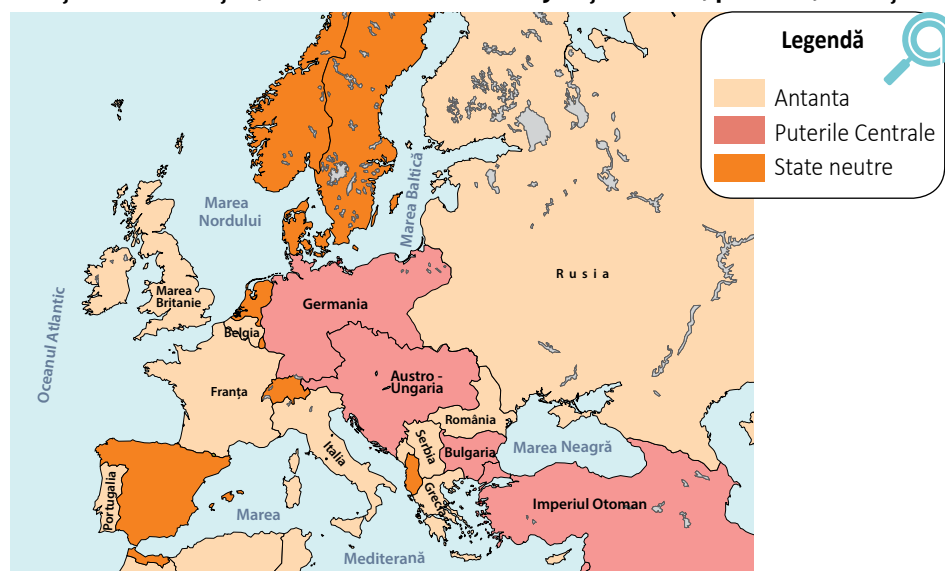 Legendă
Antanta
Puterile Centrale
State neutre
Marea
Nordului
Marea Baltică
Rusia
Oceanul Atlantic
Marea
Britanie
Belgia
Germania
Franța
Austro -
Ungaria
România
Serbia
Bulgaria
Marea Neagră
Italia
Grecia
Portugalia
Marea
Imperiul Otoman
Mediterană